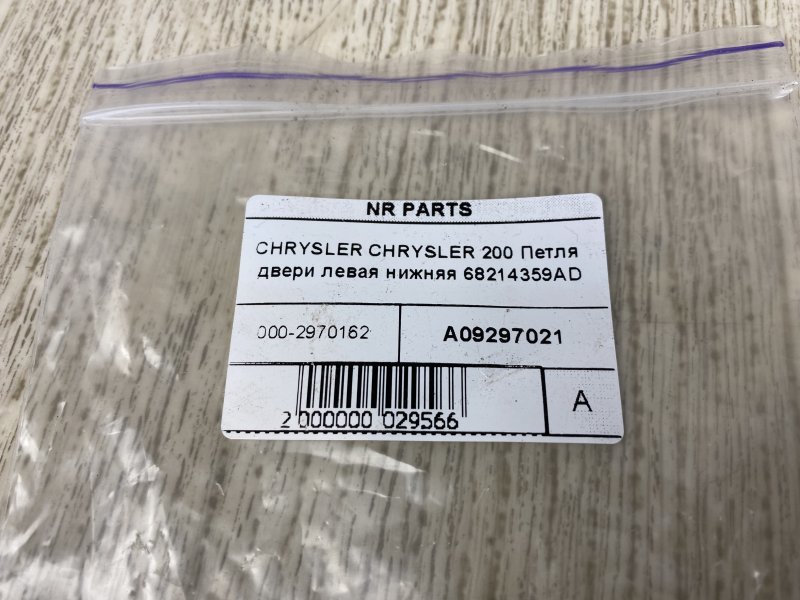 NR PARTS
CHRYSLER CHRYSLER 200 Петля
двери левая нижняя 68214359AD
000-2970162
A09297021
2 000000 029566
A